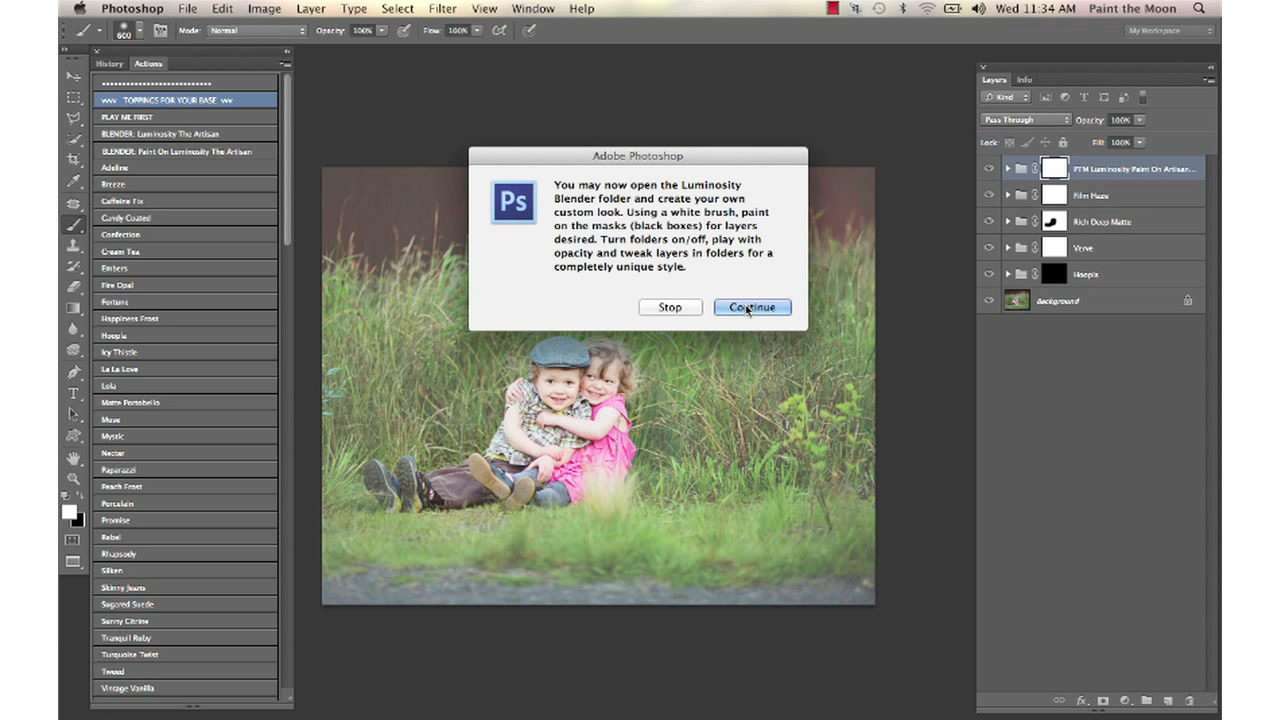 Photoshop File Edit Image Layer Type Select Filter View Window Help Wed 11:34 AM Paint the Moon
600 Mode: Normal Opacity: 100% Flow: 100% My Workspace
History Actions
vvvv TOPPINGS FOR YOUR BASE vvv
PLAY ME FIRST
BLENDER: Luminosity The Artisan
BLENDER: Paint On Luminosity The Artisan
Adeline
Breeze
Caffeine Fix
Candy Coated
Confection
Cream Tea
Embers
Fire Opal
Fortune
Happiness Frost
Hoopla
Icy Thistle
La La Love
Lola
Matte Portobello
Muse
Mystic
Nectar
Paparazzi
Peach Frost
Porcelain
Promise
Rebel
Rhapsody
Silken
Skinny Jeans
Sugared Suede
Sunny Citrine
Tranquil Ruby
Turquoise Twist
Tweed
Vintage Vanilla
Adobe Photoshop
Ps
You may now open the Luminosity
Blender folder and create your own
custom look. Using a white brush, paint
on the masks (black boxes) for layers
desired. Turn folders on/off, play with
opacity and tweak layers in folders for a
completely unique style.
Stop Continue
Layers Info
Kind
Pass Through Opacity: 100%
Lock: Fill: 100%
PTM Luminosity Paint On Artisan...
Film Haze
Rich Deep Matte
Verve
Hoopla
Background